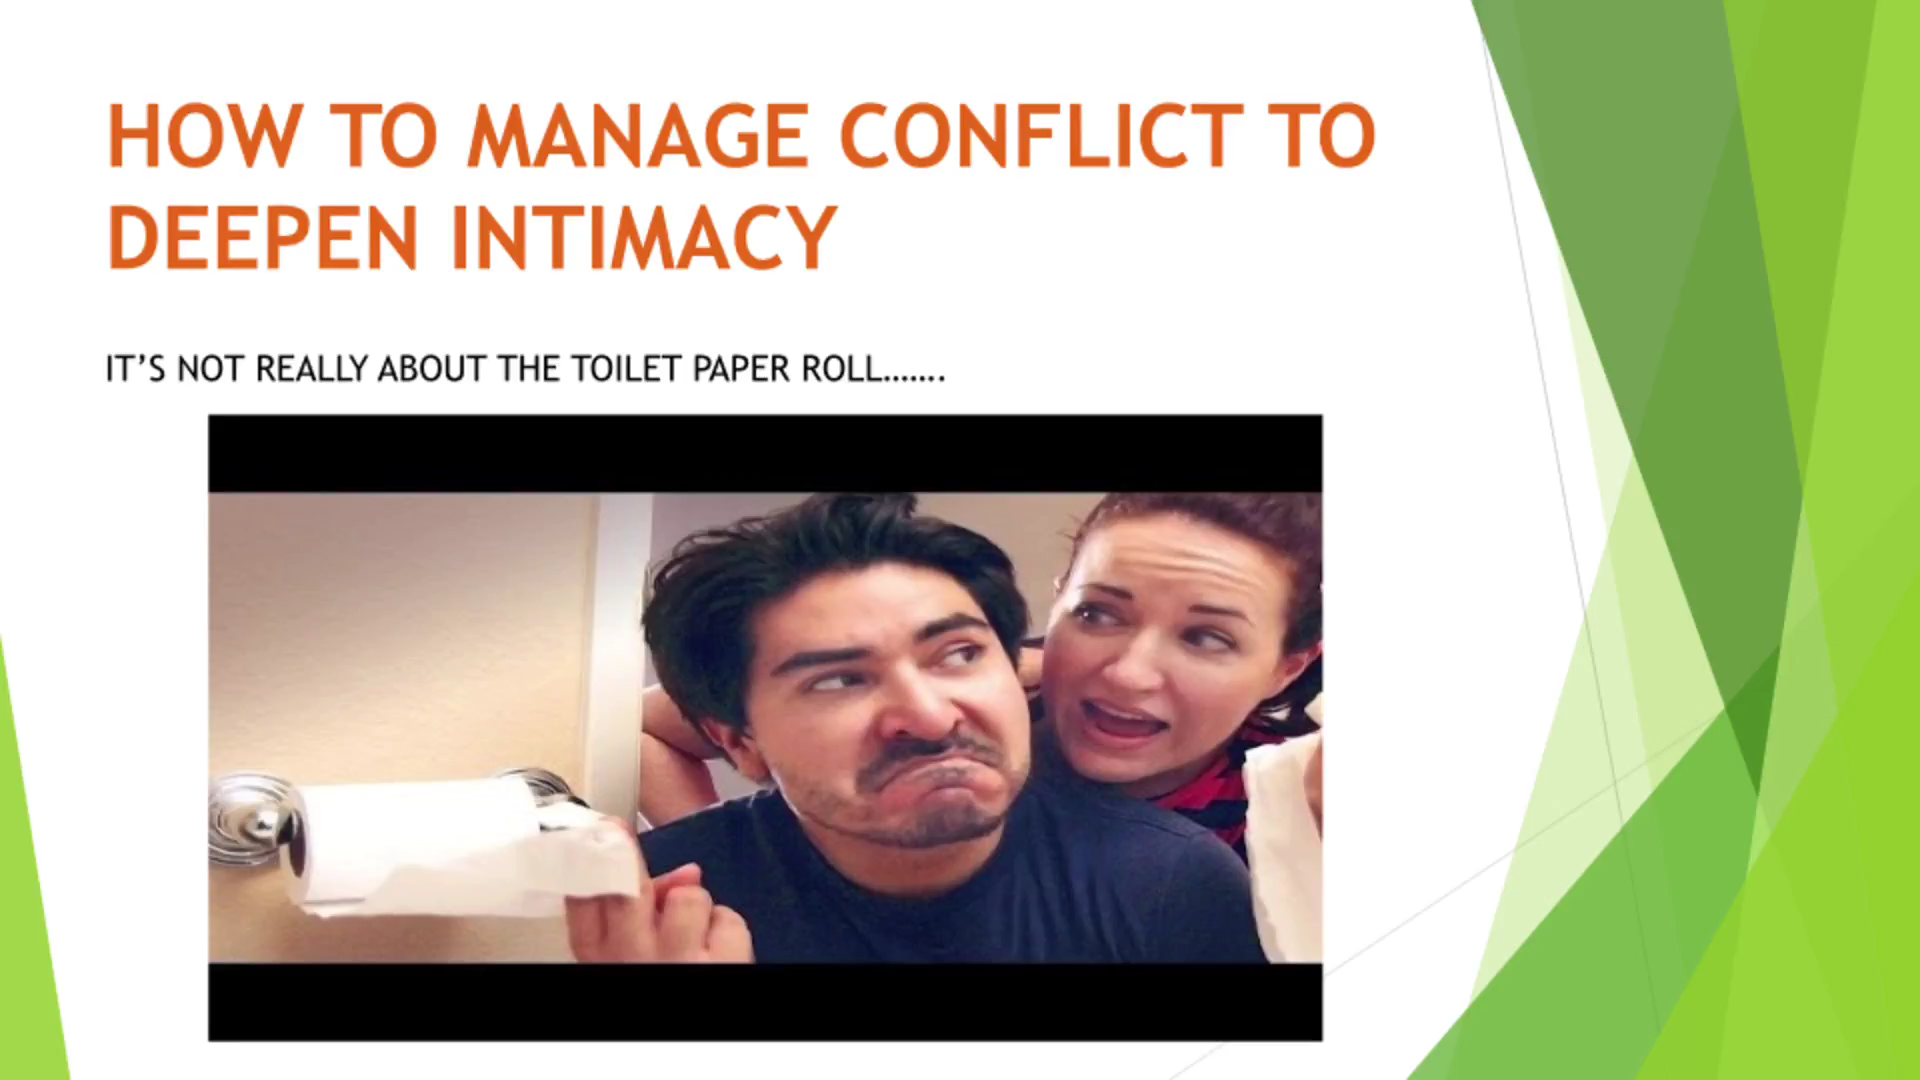 HOW TO MANAGE CONFLICT TO
DEEPEN INTIMACY
IT’S NOT REALLY ABOUT THE TOILET PAPER ROLL…….